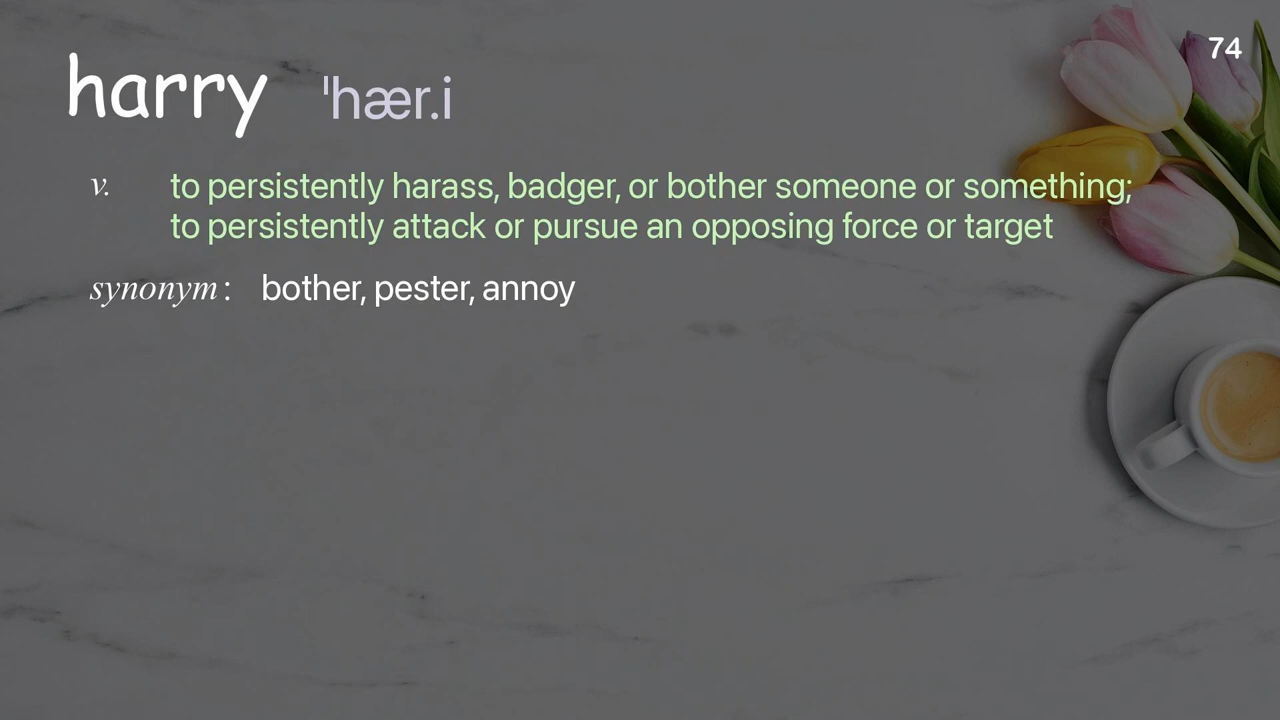 74
harry ˈhær.i
v. to persistently harass, badger, or bother someone or something;
to persistently attack or pursue an opposing force or target
synonym : bother, pester, annoy